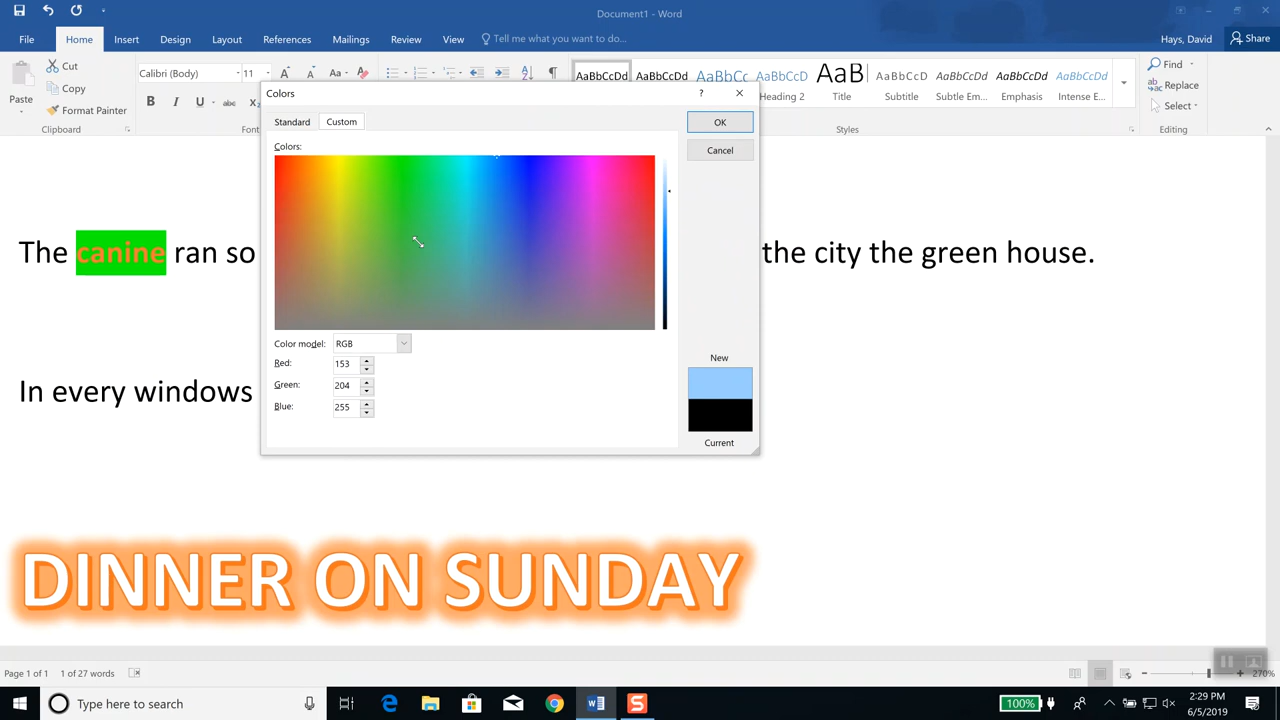 Document1 - Word
File Home Insert Design Layout References Mailings Review View Tell me what you want to do... Hays, David Share
Cut
Copy
Format Painter
Paste
Clipboard
Calibri (Body) 11
B I U abc X
AaBbCcDd AaBbCcDd AaBbCc AaBbCcDd AaB AaBbCcDd AaBbCcDd AaBbCcDd AaBbCcDd
Heading 2 Title Subtitle Subtle Em... Emphasis Intense E...
Styles
Find
Replace
Select
Editing
Colors
Standard Custom
OK
Cancel
Colors:
Color model: RGB
Red: 153
Green: 204
Blue: 255
New
Current
The canine ran so the city the green house.
In every windows
DINNER ON SUNDAY
Page 1 of 1 1 of 27 words 270%
Type here to search
100%
2:29 PM
6/5/2019